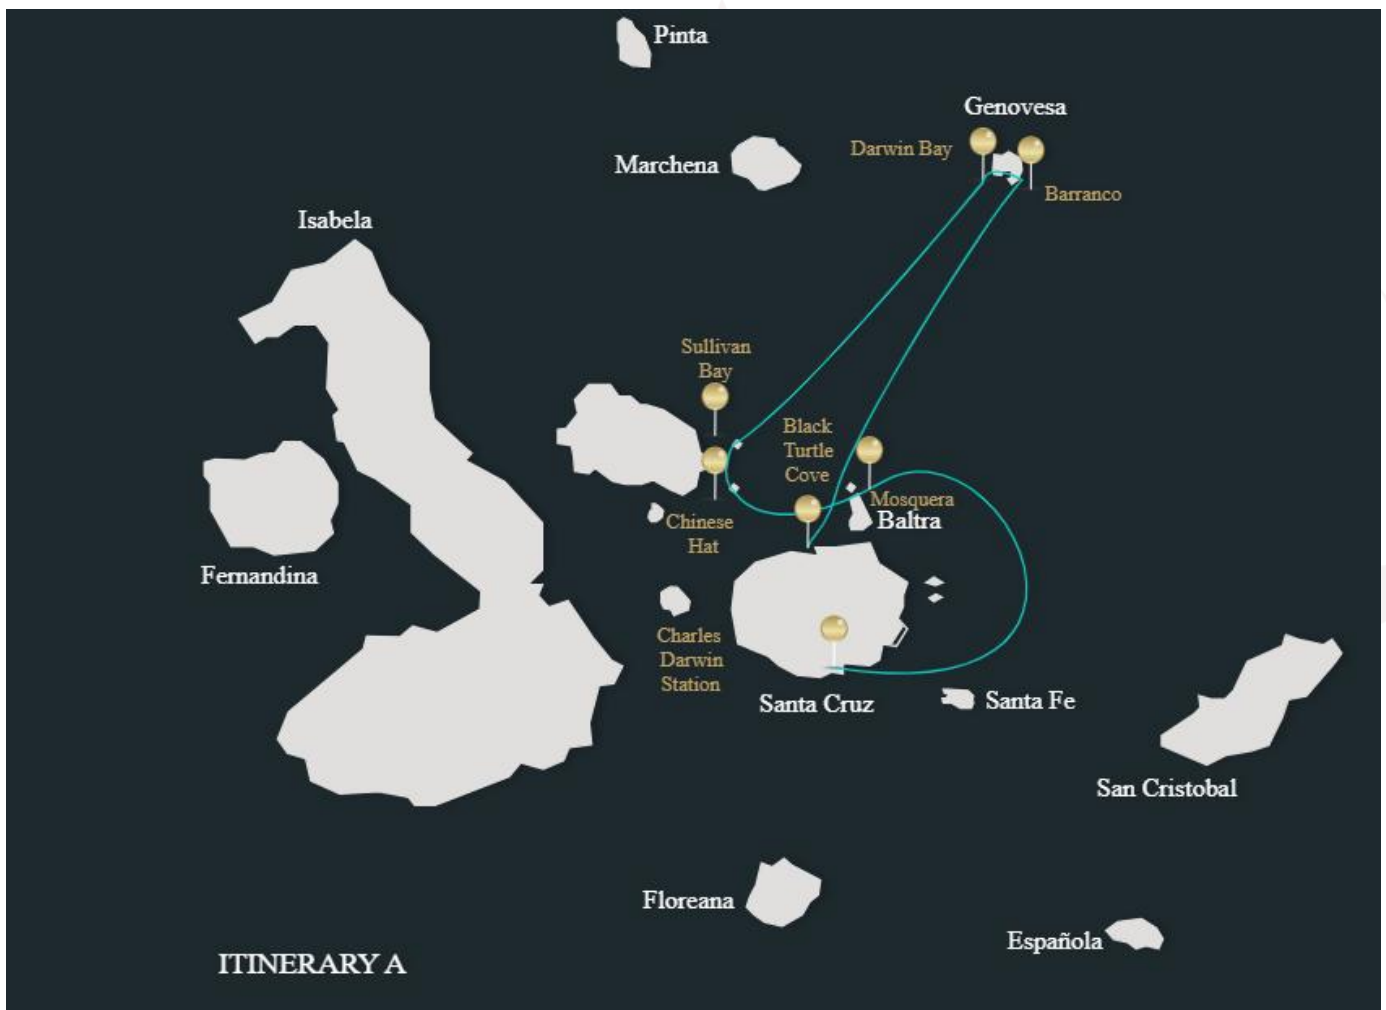 Pinta
Genovesa
Darwin Bay
Marchena
Barranco
Isabela
Sullivan
Bay
Black
Turtle
Cove
Mosquera
Baltra
Chinese
Hat
Fernandina
Charles
Darwin
Station
Santa Cruz
Santa Fe
San Cristobal
Floreana
Española
ITINERARY A